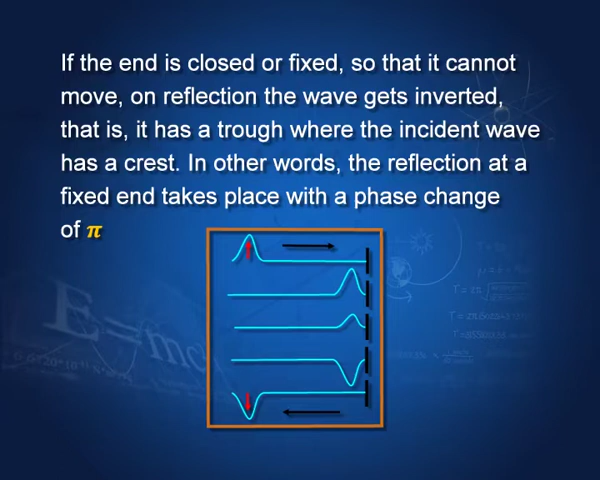 If the end is closed or fixed, so that it cannot
move, on reflection the wave gets inverted,
that is, it has a trough where the incident wave
has a crest. In other words, the reflection at a
fixed end takes place with a phase change
of π
E=mc